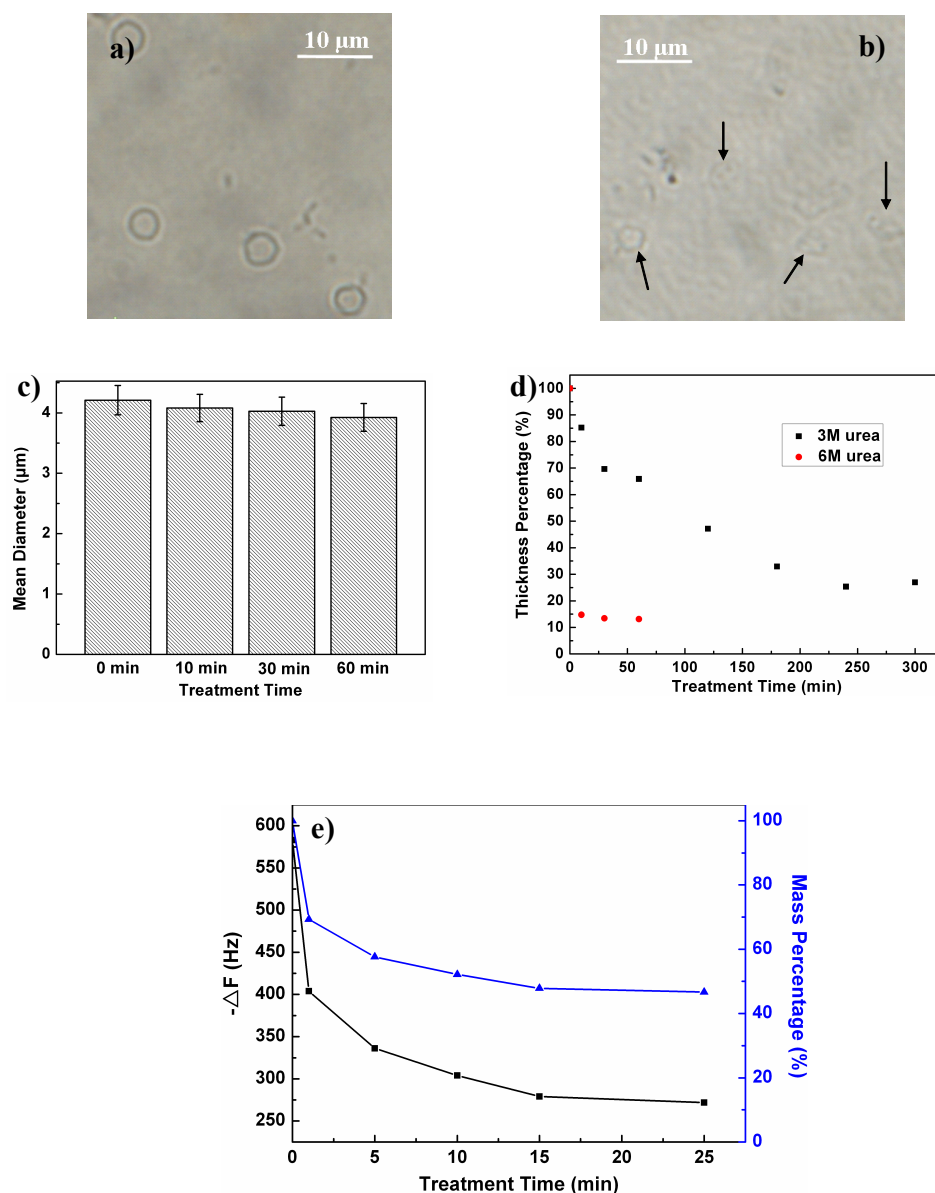 a)
10 μm
10 μm
b)
c)
Mean Diameter (μm)
4
3
2
1
0
0 min 10 min 30 min 60 min
Treatment Time
d)
Thickness Percentage (%)
100
90
80
70
60
50
40
30
20
10
0
3M urea
6M urea
0 50 100 150 200 250 300
Treatment Time (min)
e)
-△F (Hz)
600
550
500
450
400
350
300
250
100
80
60
40
20
0
Mass Percentage (%)
0 5 10 15 20 25
Treatment Time (min)